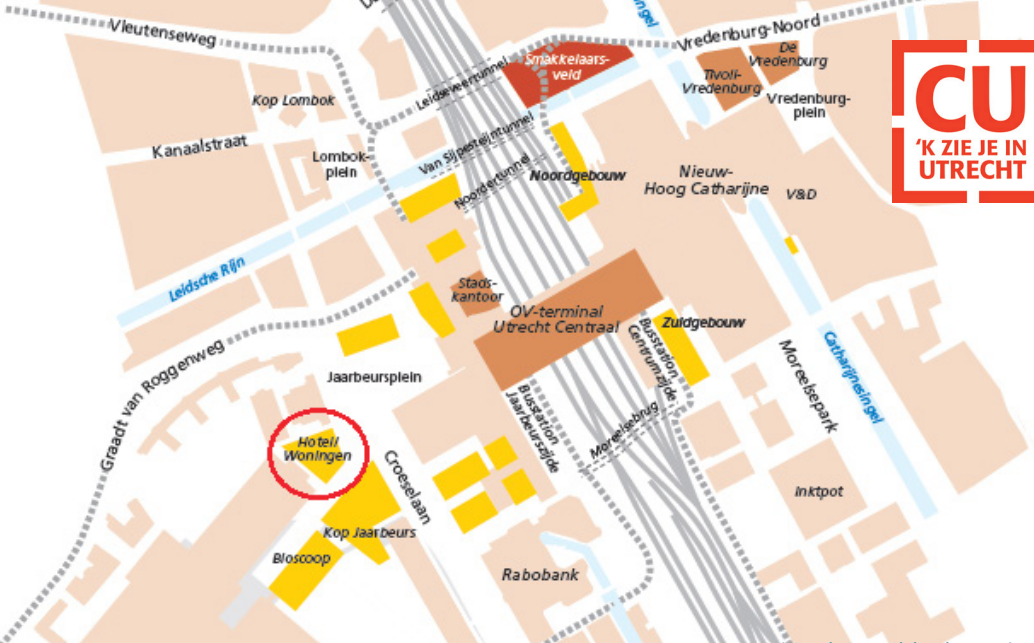 Vleutenseweg
Vredenburg-Noord
De
Vredenburg
Tivoli-
Vredenburg
Smakkelaars-
veld
Leidseveertunnel
Kop Lombok
Vredenburg-
plein
CU
'K ZIE JE IN
UTRECHT
Kanaalstraat
Lombok-
plein
Van Sijpesteijntunnel
Noordertunnel
Noordgebouw
Nieuw-
Hoog Catharijne
V&D
Leidsche Rijn
Stads-
kantoor
OV-terminal
Utrecht Centraal
Zuidgebouw
Busstation
Centrumzijde
Moreelsepark
Catharijnesingel
Graadt van Roggenweg
Jaarbeursplein
Busstation
Jaarbeurszijde
Moreelsebrug
Hotel/
Woningen
Croeselaan
Inktpot
Kop Jaarbeurs
Bioscoop
Rabobank